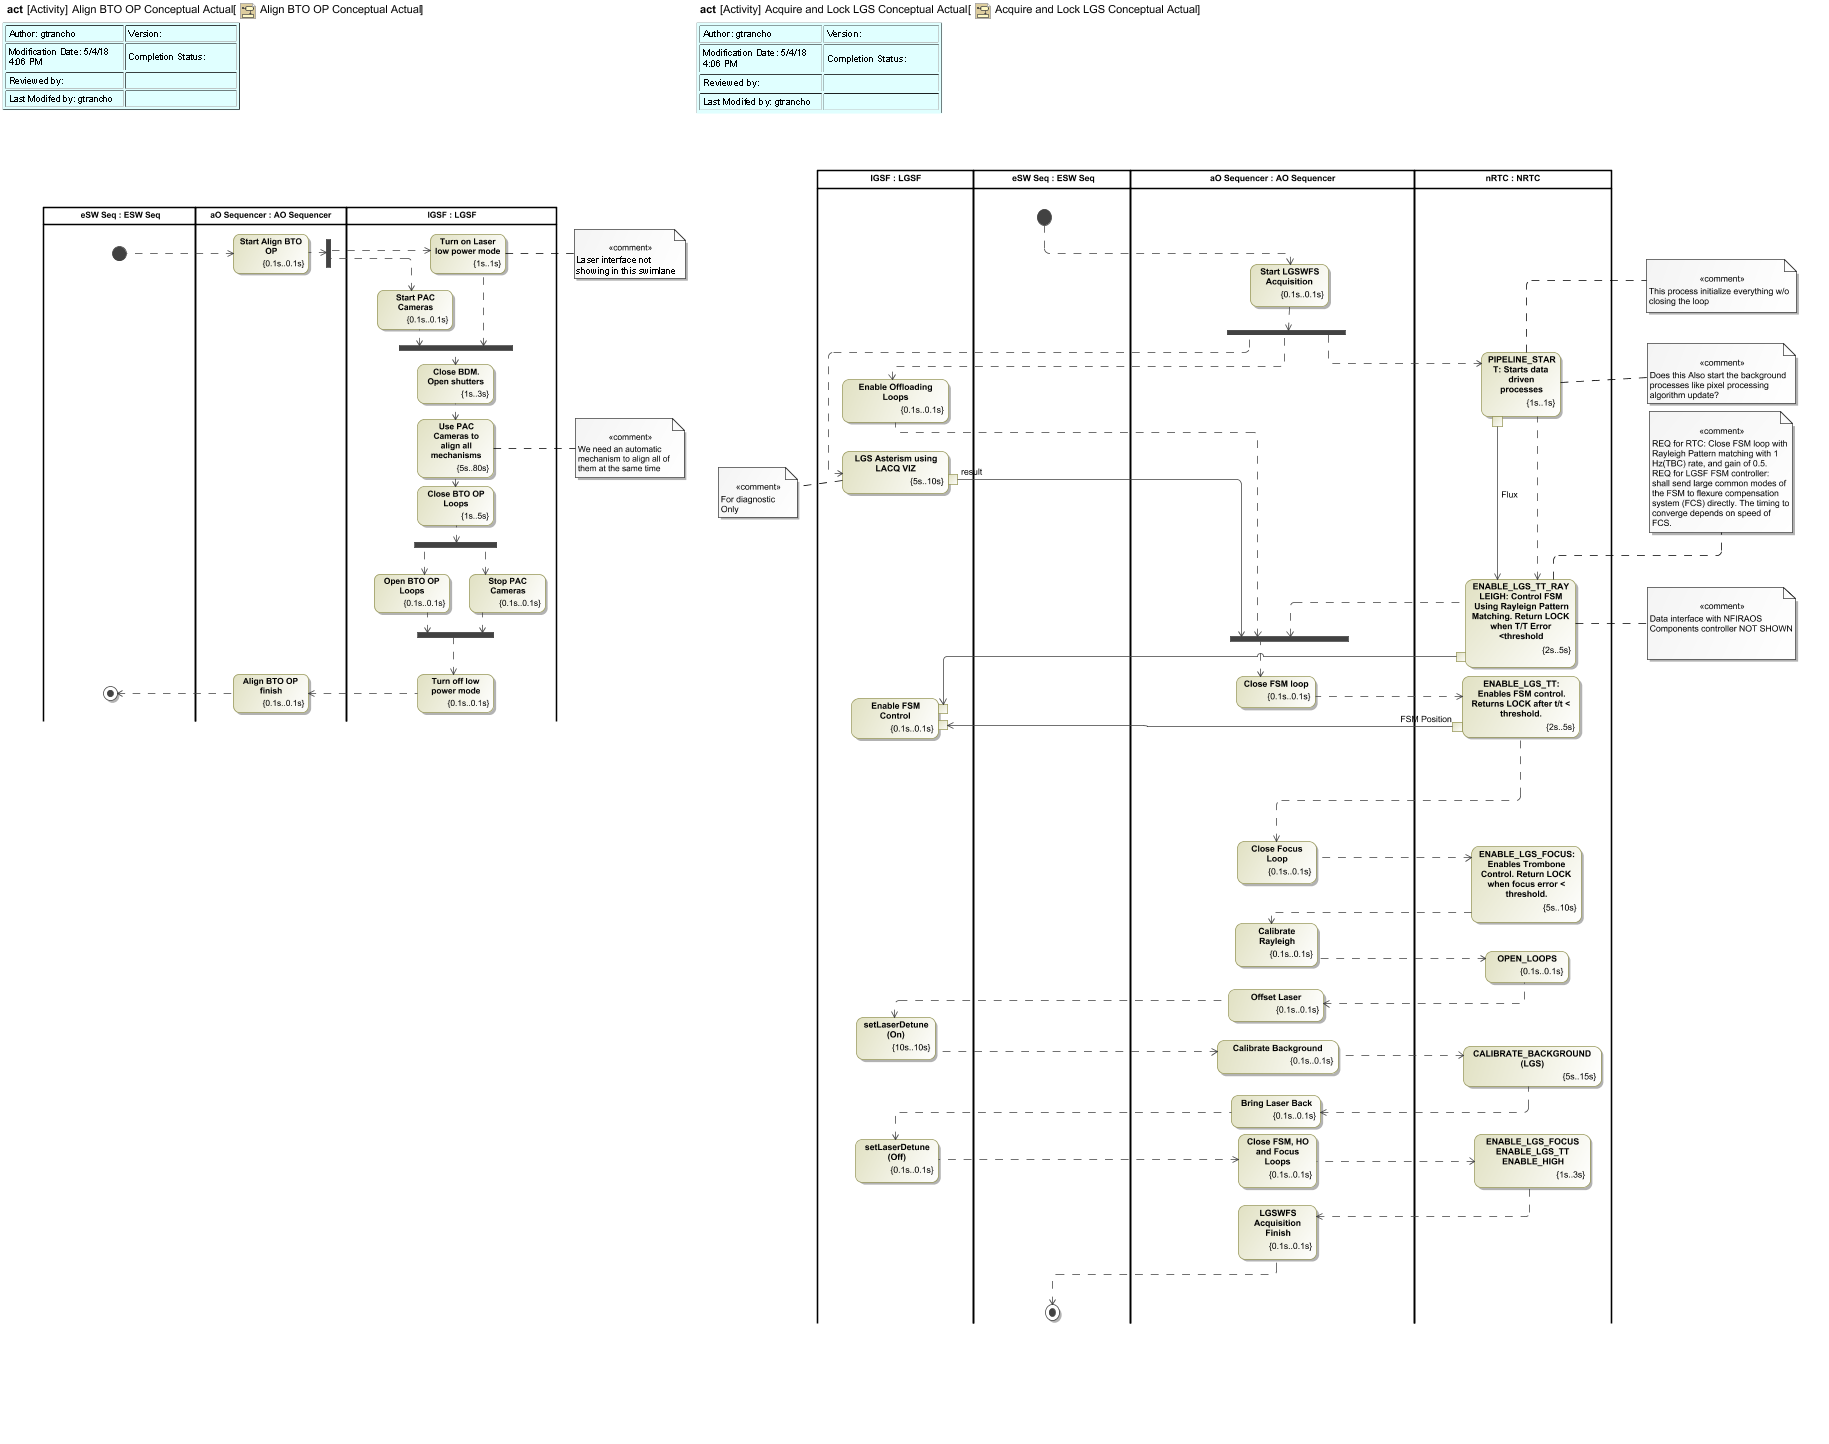 act [Activity] Align BTO OP Conceptual Actual[ Align BTO OP Conceptual Actual]
Author: gtrancho
Version:
Modification Date: 5/4/18
4:06 PM
Completion Status:
Reviewed by:
Last Modifed by: gtrancho
eSW Seq : ESW Seq
aO Sequencer : AO Sequencer
lGSF : LGSF
Start Align BTO
OP
{0.1s..0.1s}
Turn on Laser
low power mode
{1s..1s}
«comment»
Laser interface not
showing in this swimlane
Start PAC
Cameras
{0.1s..0.1s}
Close BDM.
Open shutters
{1s..3s}
Use PAC
Cameras to
align all
mechanisms
{5s..80s}
«comment»
We need an automatic
mechanism to align all of
them at the same time
Close BTO OP
Loops
{1s..5s}
Open BTO OP
Loops
{0.1s..0.1s}
Stop PAC
Cameras
{0.1s..0.1s}
Align BTO OP
finish
{0.1s..0.1s}
Turn off low
power mode
{0.1s..0.1s}
act [Activity] Acquire and Lock LGS Conceptual Actual[ Acquire and Lock LGS Conceptual Actual]
Author: gtrancho
Version:
Modification Date: 5/4/18
4:06 PM
Completion Status:
Reviewed by:
Last Modifed by: gtrancho
lGSF : LGSF
eSW Seq : ESW Seq
aO Sequencer : AO Sequencer
nRTC : NRTC
Start LGSWFS
Acquisition
{0.1s..0.1s}
«comment»
This process initialize everything w/o
closing the loop
PIPELINE_STAR
T: Starts data
driven
processes
{1s..1s}
«comment»
Does this Also start the background
processes like pixel processing
algorithm update?
Enable Offloading
Loops
{0.1s..0.1s}
«comment»
REQ for RTC: Close FSM loop with
Rayleigh Pattern matching with 1
Hz(TBC) rate, and gain of 0.5.
REQ for LGSF FSM controller:
shall send large common modes of
the FSM to flexure compensation
system (FCS) directly. The timing to
converge depends on speed of
FCS.
LGS Asterism using
LACQ VIZ
{5s..10s}
result
«comment»
For diagnostic
Only
Flux
ENABLE_LGS_TT_RAY
LEIGH: Control FSM
Using Rayleign Pattern
Matching. Return LOCK
when T/T Error
<threshold
{2s..5s}
«comment»
Data interface with NFIRAOS
Components controller NOT SHOWN
Close FSM loop
{0.1s..0.1s}
ENABLE_LGS_TT:
Enables FSM control.
Returns LOCK after t/t <
threshold.
{2s..5s}
Enable FSM
Control
{0.1s..0.1s}
FSM Position
Close Focus
Loop
{0.1s..0.1s}
ENABLE_LGS_FOCUS:
Enables Trombone
Control. Return LOCK
when focus error <
threshold.
{5s..10s}
Calibrate
Rayleigh
{0.1s..0.1s}
OPEN_LOOPS
{0.1s..0.1s}
Offset Laser
{0.1s..0.1s}
setLaserDetune
(On)
{10s..10s}
Calibrate Background
{0.1s..0.1s}
CALIBRATE_BACKGROUND
(LGS)
{5s..15s}
Bring Laser Back
{0.1s..0.1s}
setLaserDetune
(Off)
{0.1s..0.1s}
Close FSM, HO
and Focus
Loops
{0.1s..0.1s}
ENABLE_LGS_FOCUS
ENABLE_LGS_TT
ENABLE_HIGH
{1s..3s}
LGSWFS
Acquisition
Finish
{0.1s..0.1s}